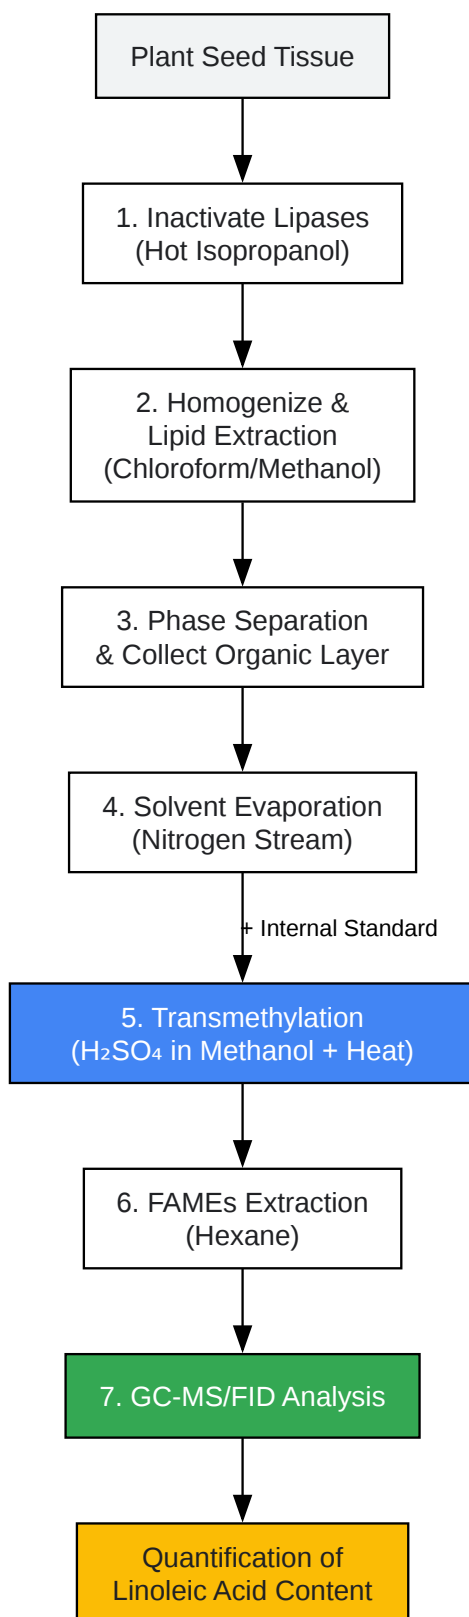 Plant Seed Tissue
1. Inactivate Lipases
(Hot Isopropanol)
2. Homogenize &
Lipid Extraction
(Chloroform/Methanol)
3. Phase Separation
& Collect Organic Layer
4. Solvent Evaporation
(Nitrogen Stream)
+ Internal Standard
5. Transmethylation
(H₂SO₄ in Methanol + Heat)
6. FAMEs Extraction
(Hexane)
7. GC-MS/FID Analysis
Quantification of
Linoleic Acid Content